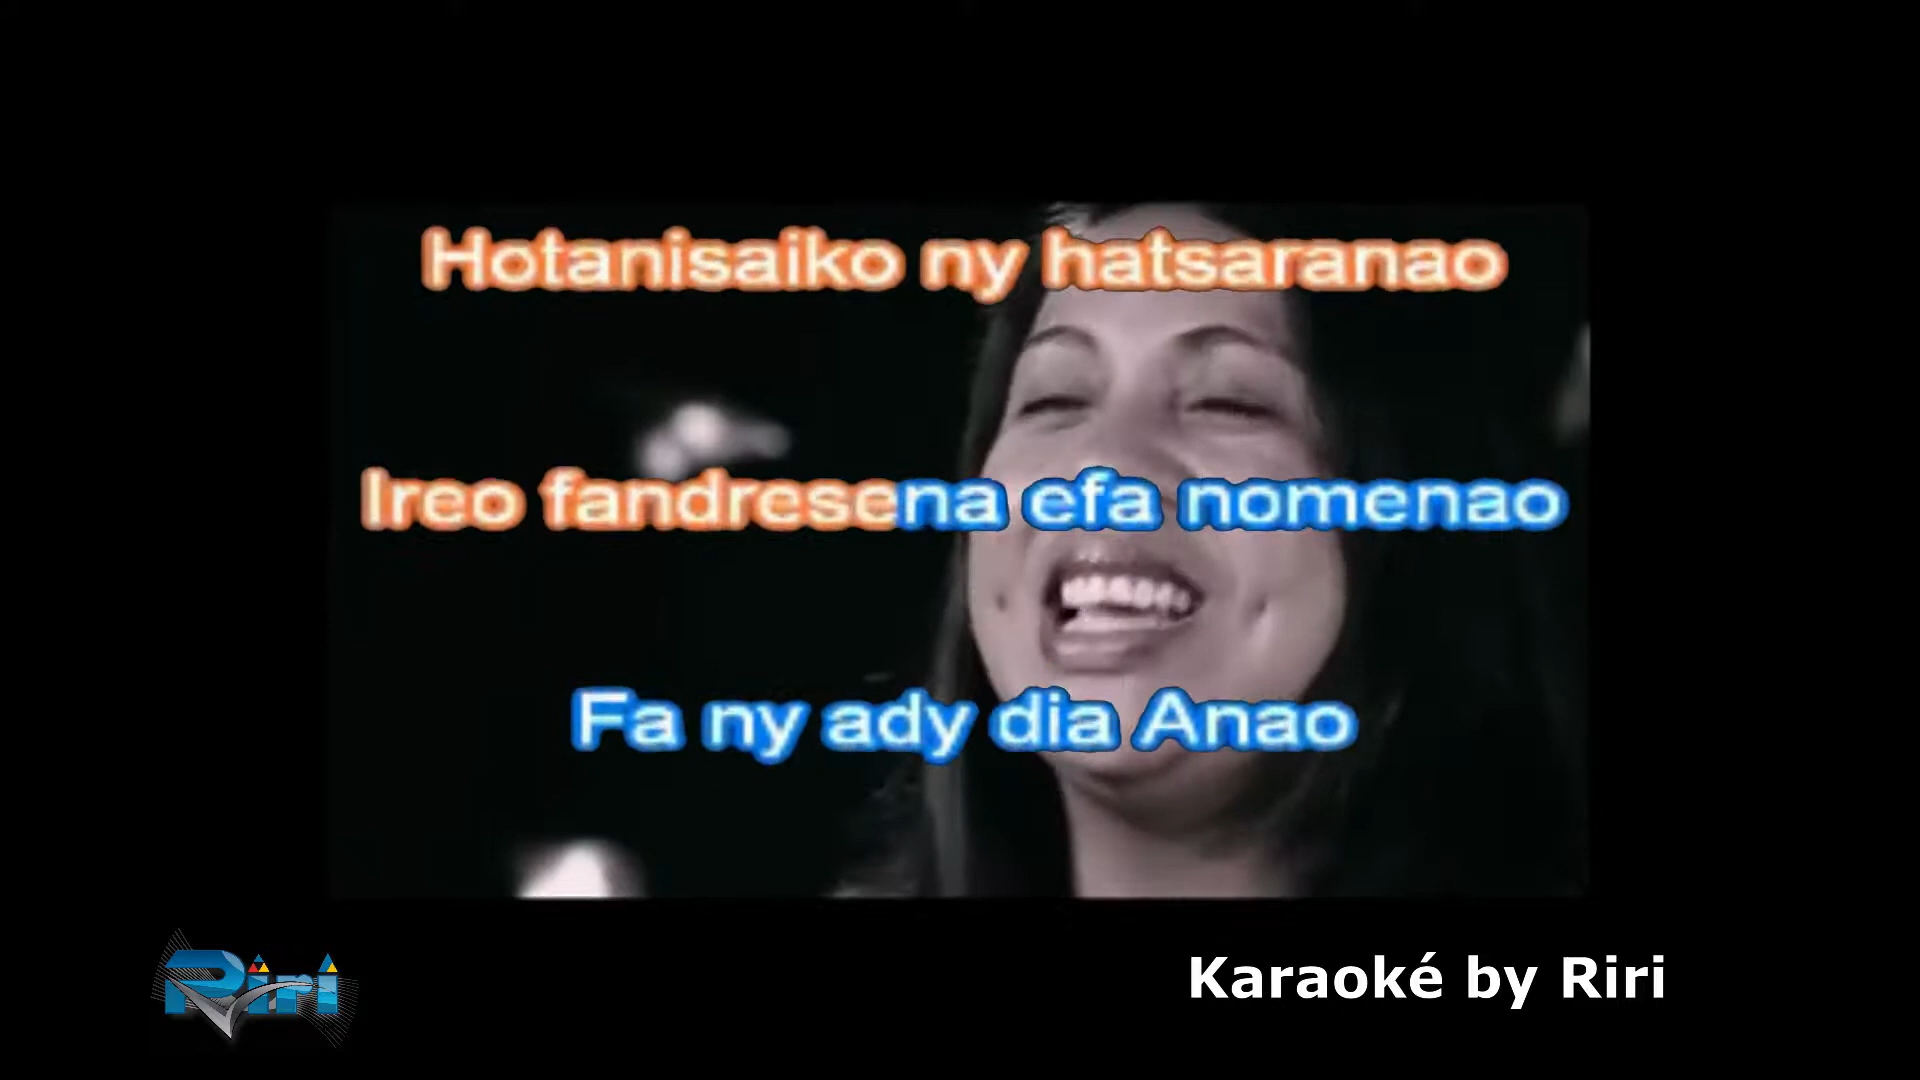 Hotanisaiko ny hatsaranao
Ireo fandresena efa nomenao
Fa ny ady dia Anao
Riri
Karaoké by Riri